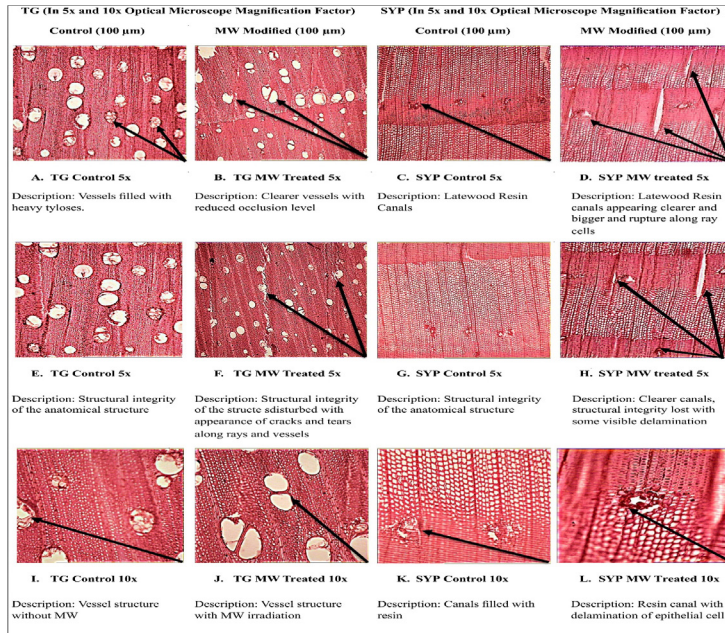 TG (In 5x and 10x Optical Microscope Magnification Factor)
SYP (In 5x and 10x Optical Microscope Magnification Factor)
Control (100 µm)
MW Modified (100 µm)
Control (100 µm)
MW Modified (100 µm)
A. TG Control 5x
B. TG MW Treated 5x
C. SYP Control 5x
D. SYP MW treated 5x
Description: Vessels filled with
heavy tyloses.
Description: Clearer vessels with
reduced occlusion level
Description: Latewood Resin
Canals
Description: Latewood Resin
canals appearing clearer and
bigger and rupture along ray
cells
E. TG Control 5x
F. TG MW Treated 5x
G. SYP Control 5x
H. SYP MW treated 5x
Description: Structural integrity
of the anatomical structure
Description: Structural integrity
of the structe sdisturbed with
appearance of cracks and tears
along rays and vessels
Description: Structural integrity
of the anatomical structure
Description: Clearer canals,
structural integrity lost with
some visible delamination
I. TG Control 10x
J. TG MW Treated 10x
K. SYP Control 10x
L. SYP MW Treated 10x
Description: Vessel structure
without MW
Description: Vessel structure
with MW irradiation
Description: Canals filled with
resin
Description: Resin canal with
delamination of epithelial cell